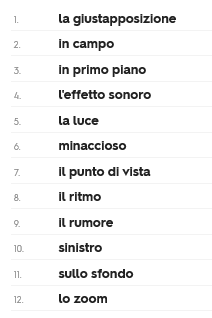 1. la giustapposizione
2. in campo
3. in primo piano
4. l'effetto sonoro
5. la luce
6. minaccioso
7. il punto di vista
8. il ritmo
9. il rumore
10. sinistro
11. sullo sfondo
12. lo zoom